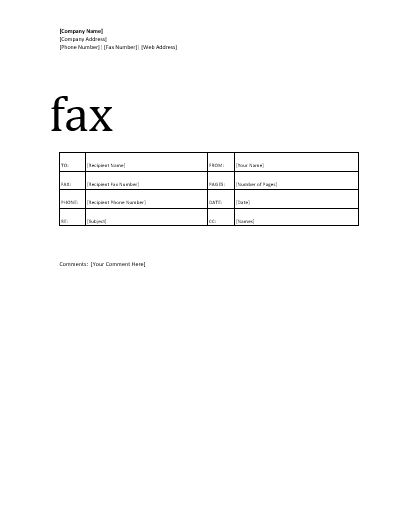 [Company Name]
[Company Address]
[Phone Number] | [Fax Number] | [Web Address]
fax
TO: [Recipient Name] FROM: [Your Name]
FAX: [Recipient Fax Number] PAGES: [Number of Pages]
PHONE: [Recipient Phone Number] DATE: [Date]
RE: [Subject] CC: [Names]
Comments: [Your Comment Here]